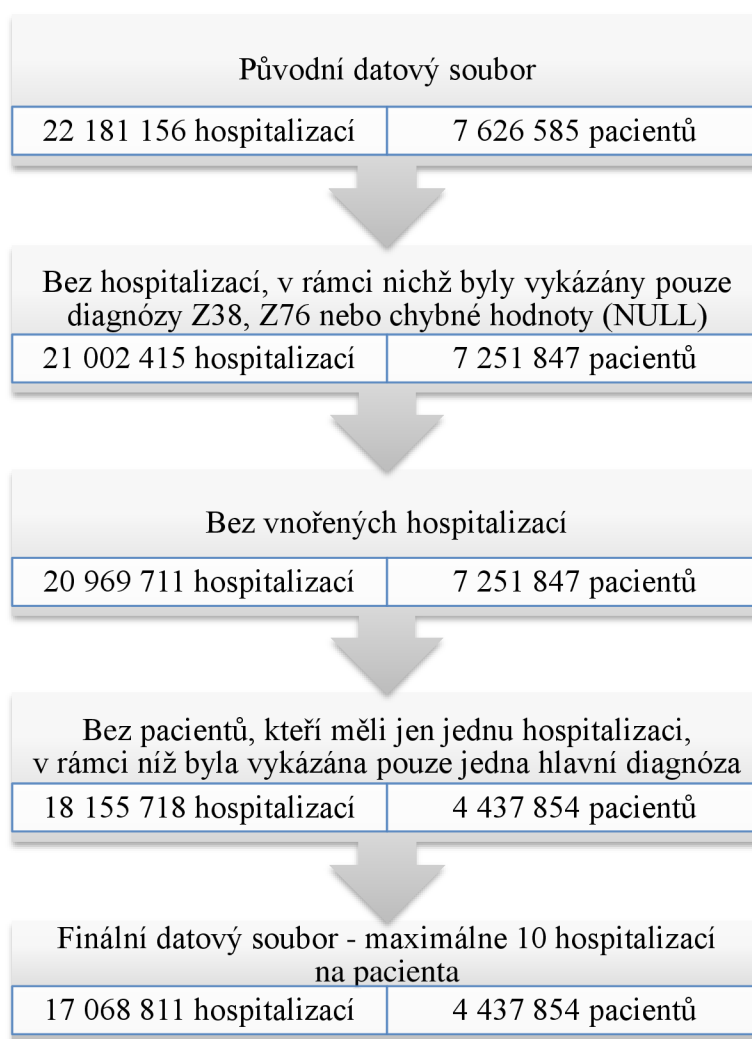 Původní datový soubor
22 181 156 hospitalizací 7 626 585 pacientů
Bez hospitalizací, v rámci nichž byly vykázány pouze
diagnózy Z38, Z76 nebo chybné hodnoty (NULL)
21 002 415 hospitalizací 7 251 847 pacientů
Bez vnořených hospitalizací
20 969 711 hospitalizací 7 251 847 pacientů
Bez pacientů, kteří měli jen jednu hospitalizaci,
v rámci níž byla vykázána pouze jedna hlavní diagnóza
18 155 718 hospitalizací 4 437 854 pacientů
Finální datový soubor - maximálne 10 hospitalizací
na pacienta
17 068 811 hospitalizací 4 437 854 pacientů